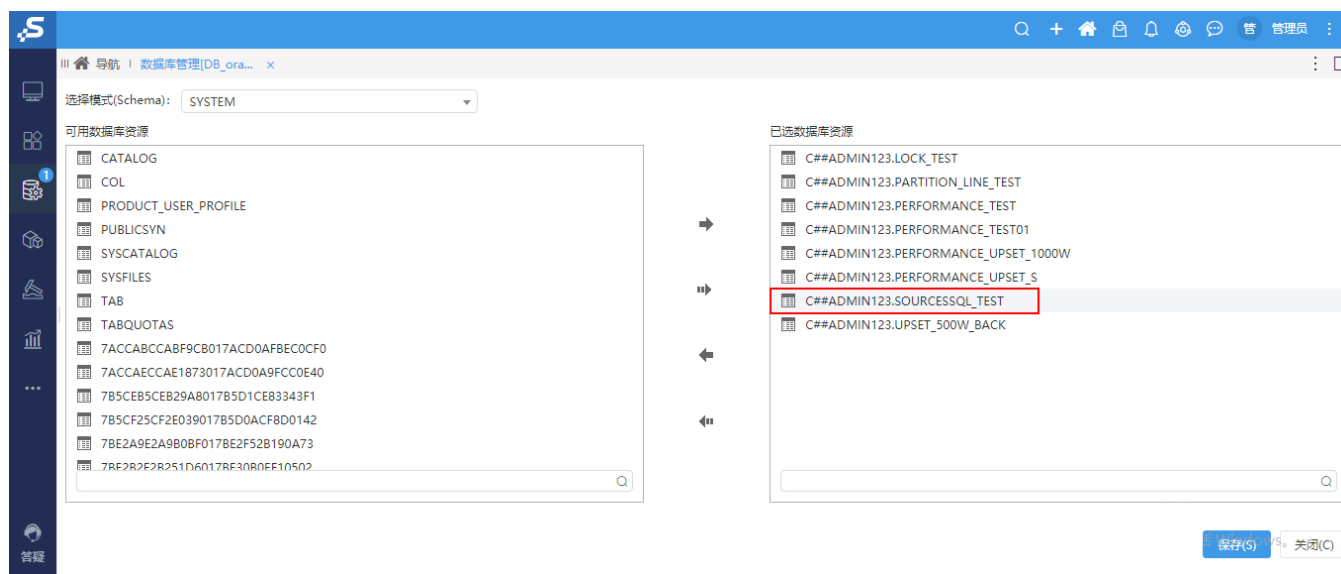 管 管理员
导航 数据库管理[DB_ora... ×
选择模式(Schema): SYSTEM
可用数据库资源
已选数据库资源
CATALOG
COL
PRODUCT_USER_PROFILE
PUBLICSYN
SYSCATALOG
SYSFILES
TAB
TABQUOTAS
7ACCABCCABF9CB017ACD0AFBEC0CF0
7ACCAECCAE1873017ACD0A9FCC0E40
7B5CEB5CEB29A8017B5D1CE83343F1
7B5CF25CF2E039017B5D0ACF8D0142
7BE2A9E2A9B0BF017BE2F52B190A73
7BE2B2E2B251D6017BE30B0FF10502
C##ADMIN123.LOCK_TEST
C##ADMIN123.PARTITION_LINE_TEST
C##ADMIN123.PERFORMANCE_TEST
C##ADMIN123.PERFORMANCE_TEST01
C##ADMIN123.PERFORMANCE_UPSET_1000W
C##ADMIN123.PERFORMANCE_UPSET_S
C##ADMIN123.SOURCESSQL_TEST
C##ADMIN123.UPSET_500W_BACK
1
答疑
保存(S) 关闭(C)